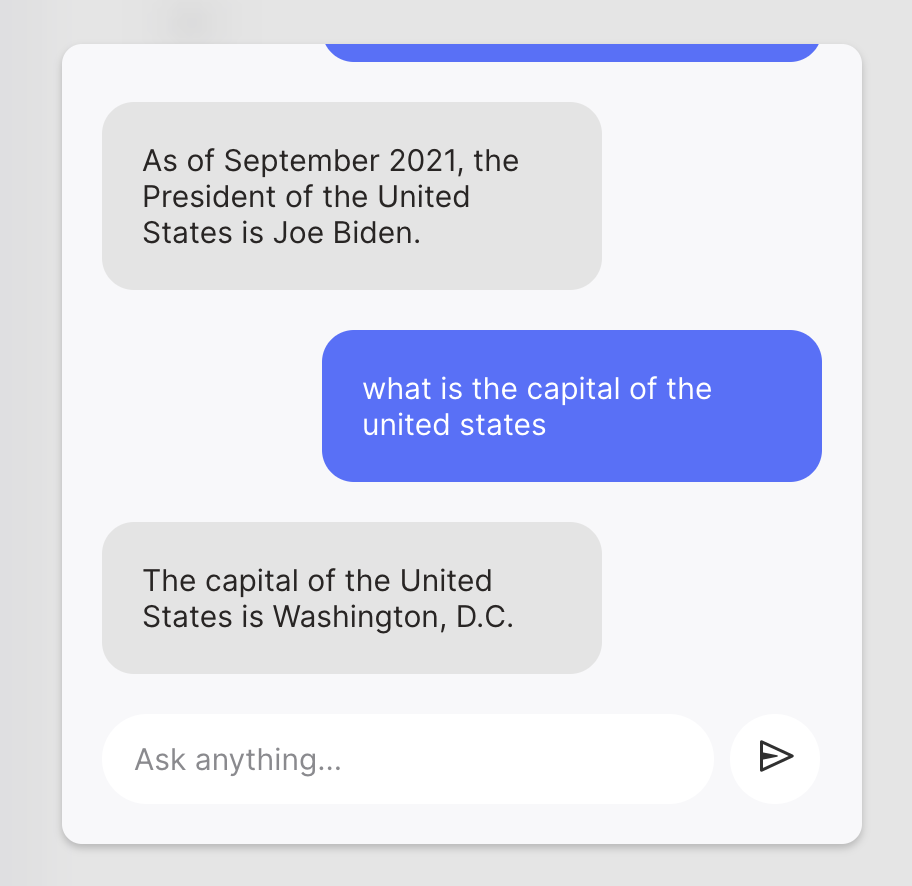 As of September 2021, the
President of the United
States is Joe Biden.
what is the capital of the
united states
The capital of the United
States is Washington, D.C.
Ask anything...